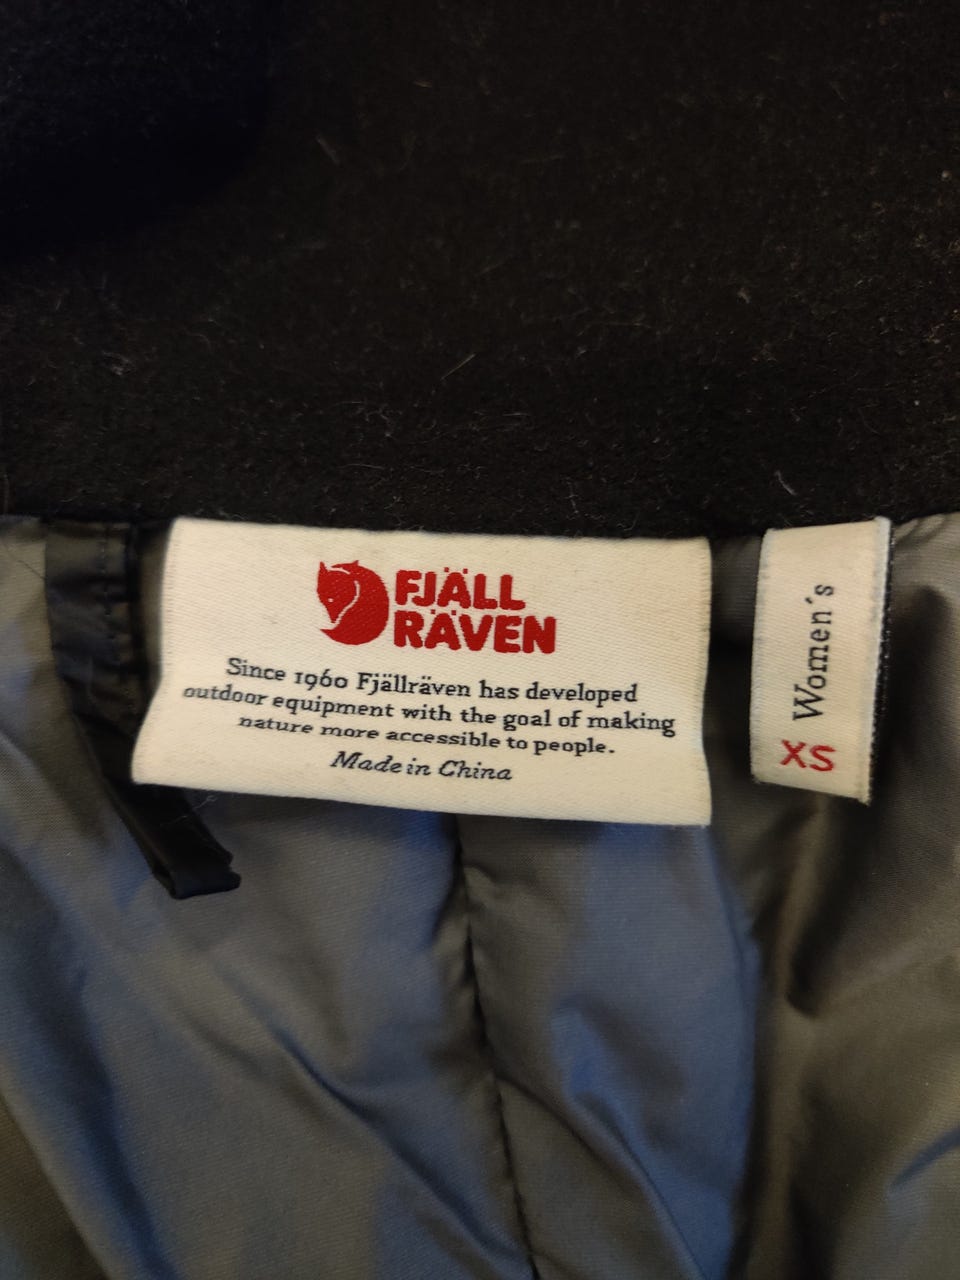 FJÄLL
RÄVEN
Since 1960 Fjällräven has developed
outdoor equipment with the goal of making
nature more accessible to people.
Made in China
Women´s
XS